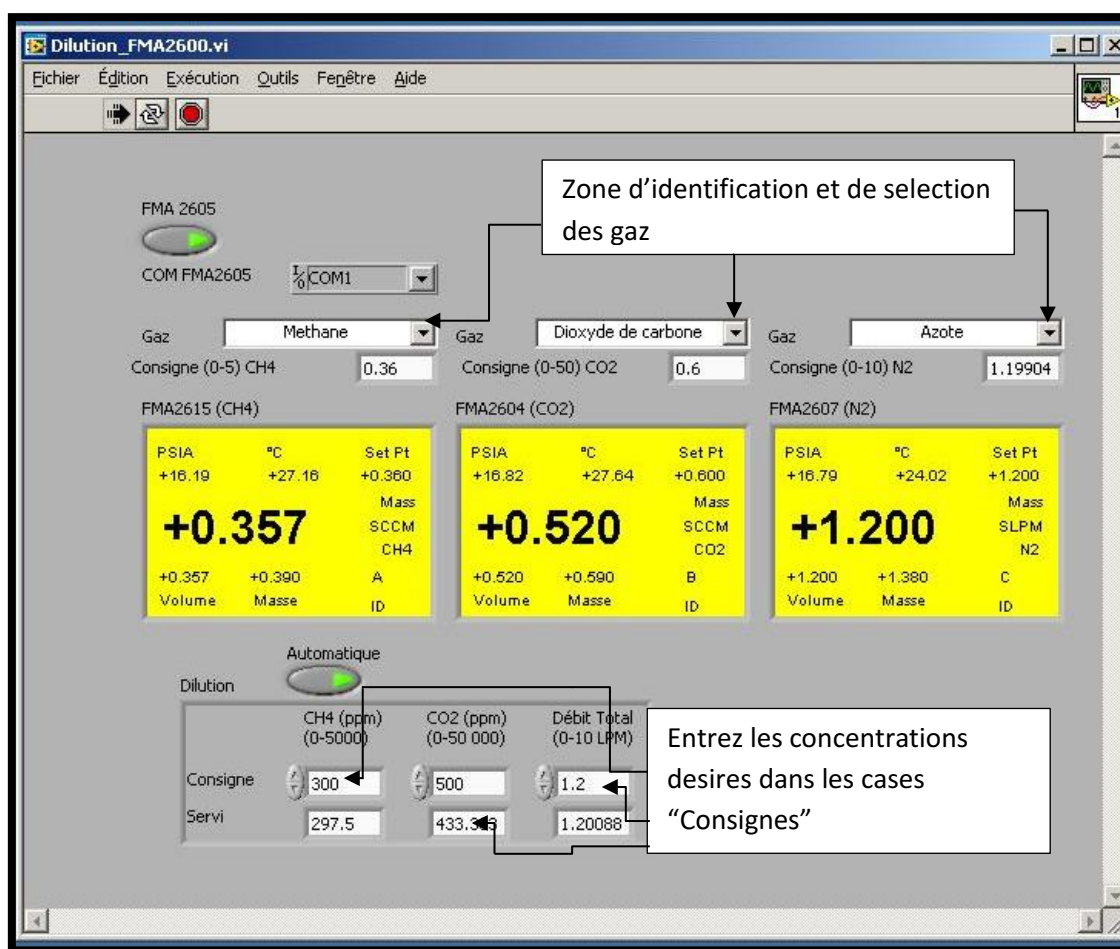 Dilution_FMA2600.vi
Fichier Édition Exécution Outils Fenêtre Aide
1
Zone d’identification et de selection
des gaz
FMA 2605
COM FMA2605 I/O COM1
Gaz Methane Gaz Dioxyde de carbone Gaz Azote
Consigne (0-5) CH4 0.36 Consigne (0-50) CO2 0.6 Consigne (0-10) N2 1.19904
FMA2615 (CH4) FMA2604 (CO2) FMA2607 (N2)
PSIA °C Set Pt PSIA °C Set Pt PSIA °C Set Pt
+16.19 +27.16 +0.360 +16.82 +27.64 +0.600 +16.79 +24.02 +1.200
Mass Mass Mass
+0.357 SCCM +0.520 SCCM +1.200 SLPM
CH4 CO2 N2
+0.357 +0.390 A +0.520 +0.590 B +1.200 +1.380 C
Volume Masse ID Volume Masse ID Volume Masse ID
Automatique
Dilution
CH4 (ppm) CO2 (ppm) Débit Total
(0-5000) (0-50 000) (0-10 LPM)
Consigne 300 500 1.2
Servi 297.5 1.20088
Entrez les concentrations
desires dans les cases
“Consignes”